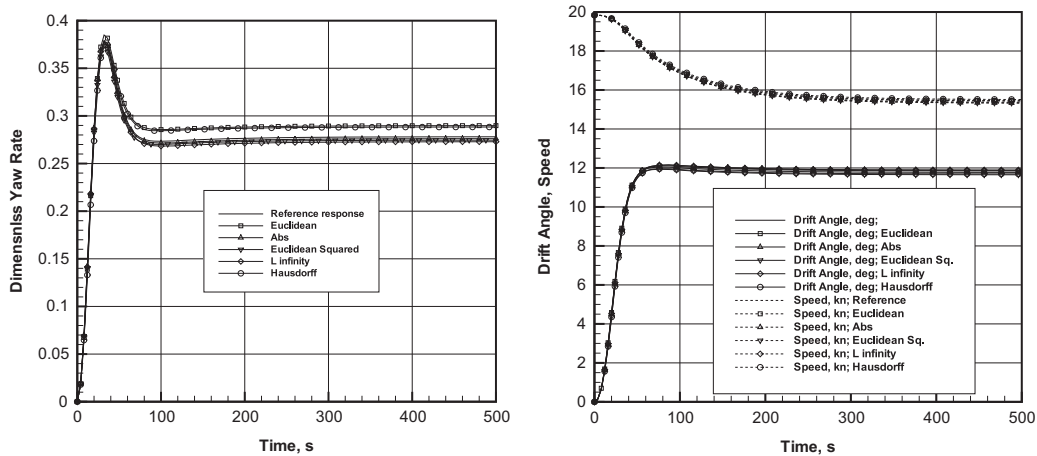 Dimensnlss Yaw Rate
0.4
0.35
0.3
0.25
0.2
0.15
0.1
0.05
0
0 100 200 300 400 500
Time, s
Reference response
Euclidean
Abs
Euclidean Squared
L infinity
Hausdorff
Drift Angle, Speed
20
18
16
14
12
10
8
6
4
2
0
0 100 200 300 400 500
Time, s
Drift Angle, deg;
Drift Angle, deg; Euclidean
Drift Angle, deg; Abs
Drift Angle, deg; Euclidean Sq.
Drift Angle, deg; L infinity
Drift Angle, deg; Hausdorff
Speed, kn; Reference
Speed, kn; Euclidean
Speed, kn; Abs
Speed, kn; Euclidean Sq.
Speed, kn; L infinity
Speed, kn; Hausdorff